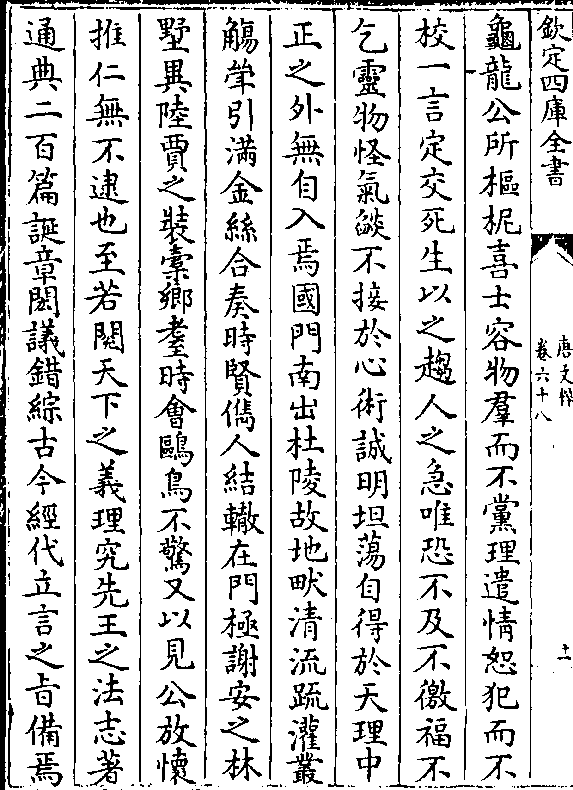 欽定四庫全書
唐文粹
卷六十八
十一
龜龍公所樞柅喜士容物羣而不黨理遣情恕犯而不
校一言定交死生以之趨人之急唯恐不及不徼福不
乞靈物怪氣燄不接於心術誠明坦蕩自得於天理中
正之外無自入焉國門南出杜陵故地畎清流疏灌叢
觴斝引滿金絲合奏時賢儁人結轍在門極謝安之林
墅異陸賈之裝槖鄉耋時會鷗鳥不驚又以見公放懷
推仁無不逮也至若閱天下之義理究先王之法志著
通典二百篇誕章閎議錯綜古今經代立言之旨備焉